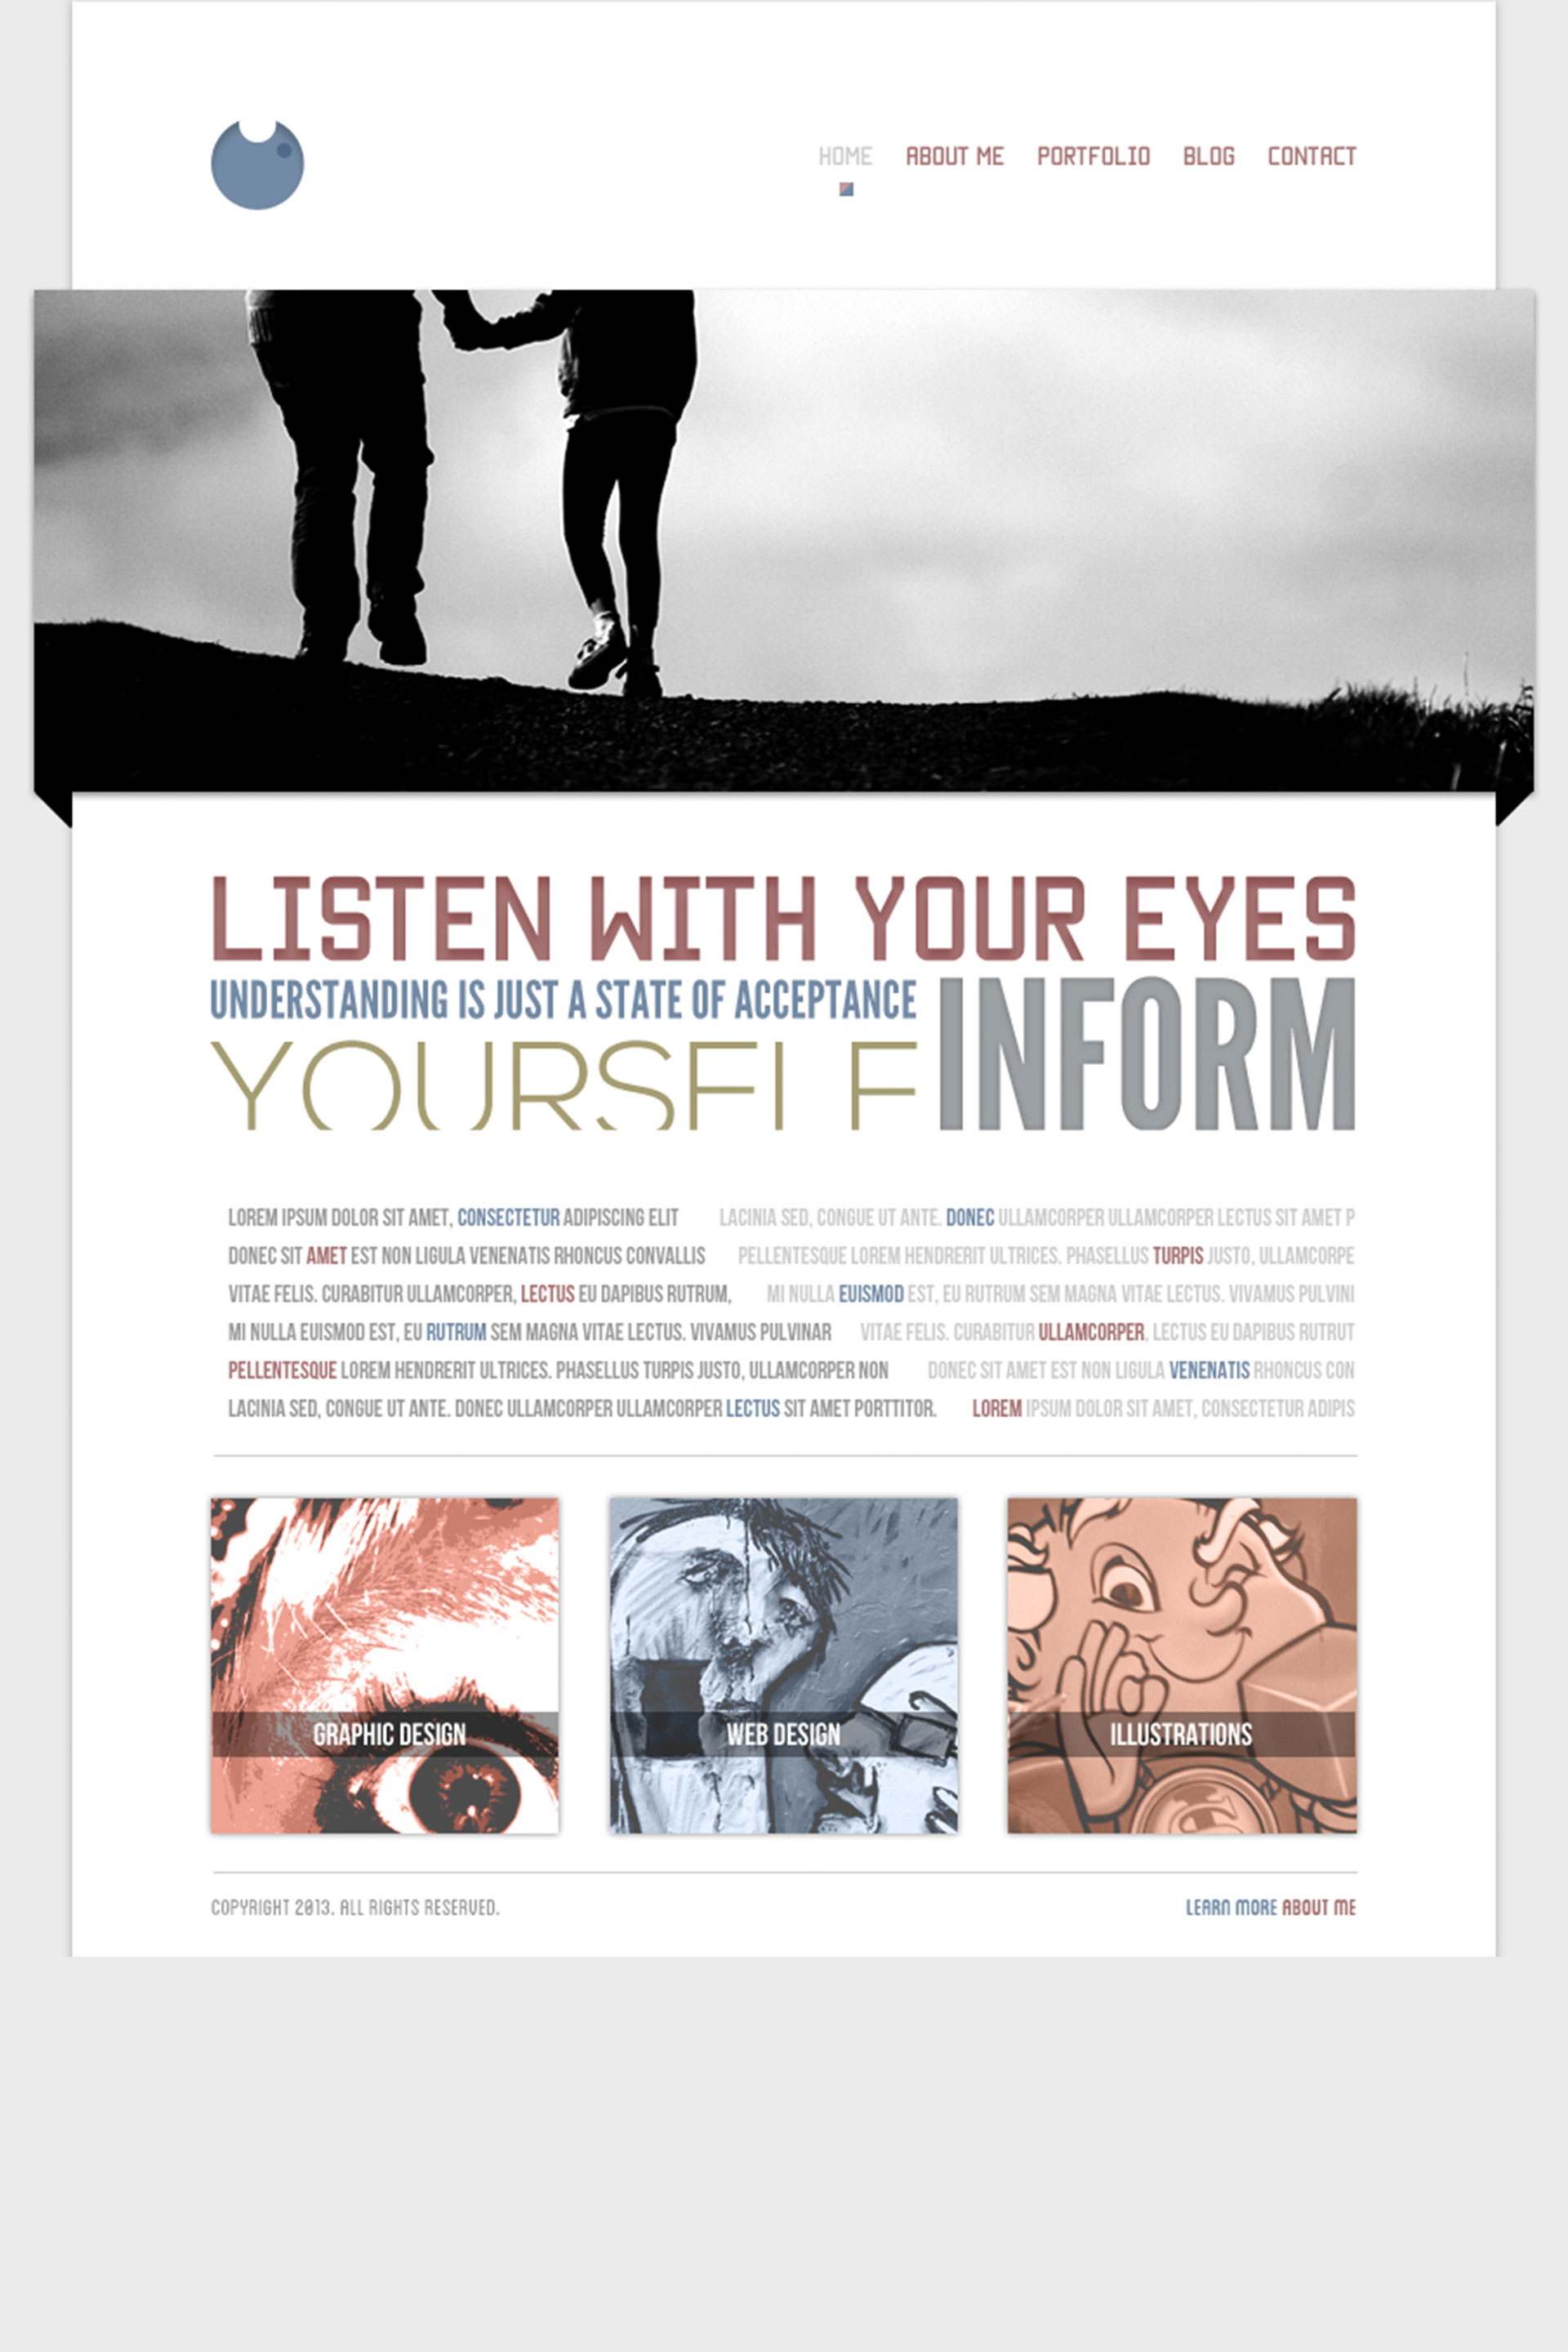 HOME ABOUT ME PORTFOLIO BLOG CONTACT
LISTEN WITH YOUR EYES
UNDERSTANDING IS JUST A STATE OF ACCEPTANCE
INFORM
YOURSELF
LOREM IPSUM DOLOR SIT AMET, CONSECTETUR ADIPISCING ELIT
DONEC SIT AMET EST NON LIGULA VENENATIS RHONCUS CONVALLIS
VITAE FELIS. CURABITUR ULLAMCORPER, LECTUS EU DAPIBUS RUTRUM,
MI NULLA EUISMOD EST, EU RUTRUM SEM MAGNA VITAE LECTUS. VIVAMUS PULVINAR
PELLENTESQUE LOREM HENDRERIT ULTRICES. PHASELLUS TURPIS JUSTO, ULLAMCORPER NON
LACINIA SED, CONGUE UT ANTE. DONEC ULLAMCORPER ULLAMCORPER LECTUS SIT AMET PORTTITOR.
LACINIA SED, CONGUE UT ANTE. DONEC ULLAMCORPER ULLAMCORPER LECTUS SIT AMET P
PELLENTESQUE LOREM HENDRERIT ULTRICES. PHASELLUS TURPIS JUSTO, ULLAMCORPE
MI NULLA EUISMOD EST, EU RUTRUM SEM MAGNA VITAE LECTUS. VIVAMUS PULVINI
VITAE FELIS. CURABITUR ULLAMCORPER, LECTUS EU DAPIBUS RUTRUT
DONEC SIT AMET EST NON LIGULA VENENATIS RHONCUS CON
LOREM IPSUM DOLOR SIT AMET, CONSECTETUR ADIPIS
GRAPHIC DESIGN
WEB DESIGN
ILLUSTRATIONS
COPYRIGHT 2013. ALL RIGHTS RESERVED.
LEARN MORE ABOUT ME